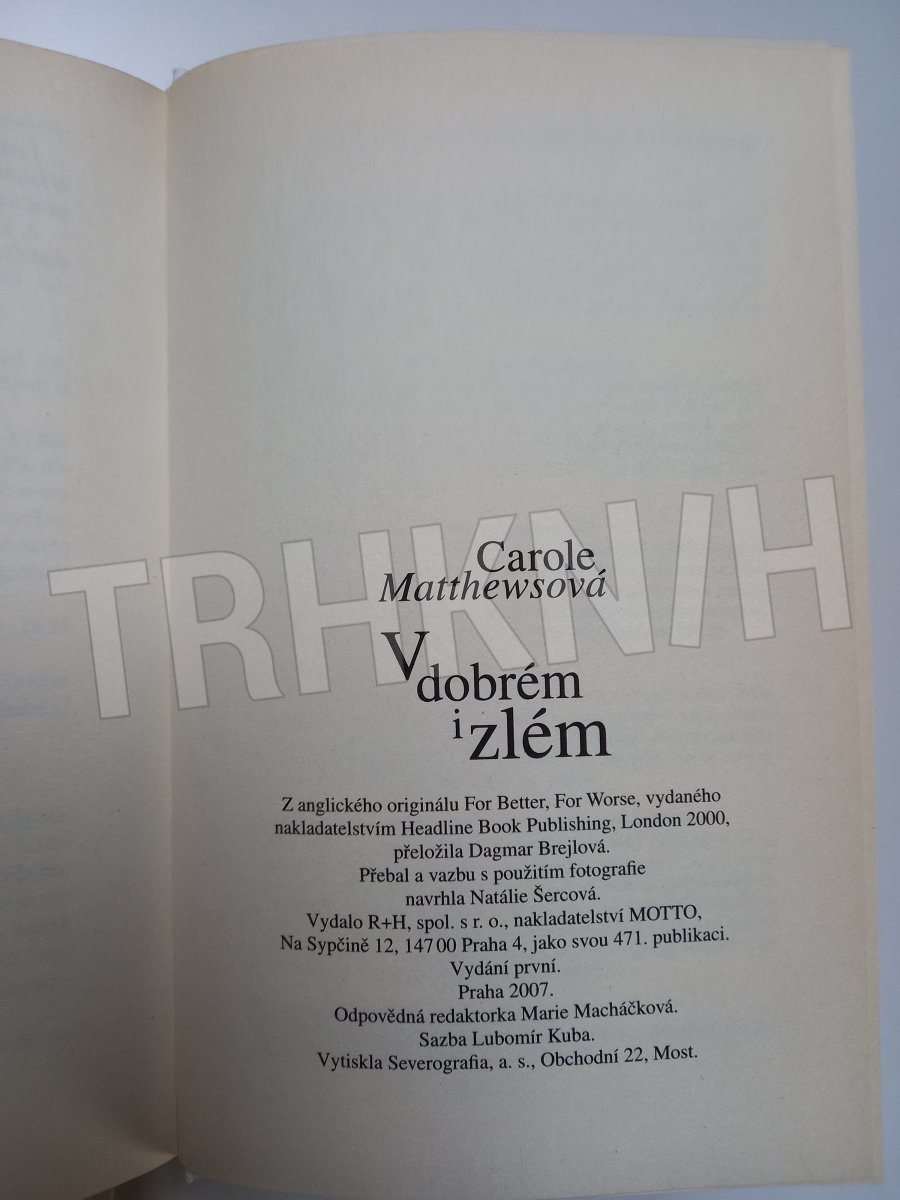 TRHKNIH
Carole
Matthewsová
V
dobrém
i zlém
Z anglického originálu For Better, For Worse, vydaného
nakladatelstvím Headline Book Publishing, London 2000,
přeložila Dagmar Brejlová.
Přebal a vazbu s použitím fotografie
navrhla Natálie Šercová.
Vydalo R+H, spol. s r. o., nakladatelství MOTTO,
Na Sypčině 12, 147 00 Praha 4, jako svou 471. publikaci.
Vydání první.
Praha 2007.
Odpovědná redaktorka Marie Macháčková.
Sazba Lubomír Kuba.
Vytiskla Severografia, a. s., Obchodní 22, Most.